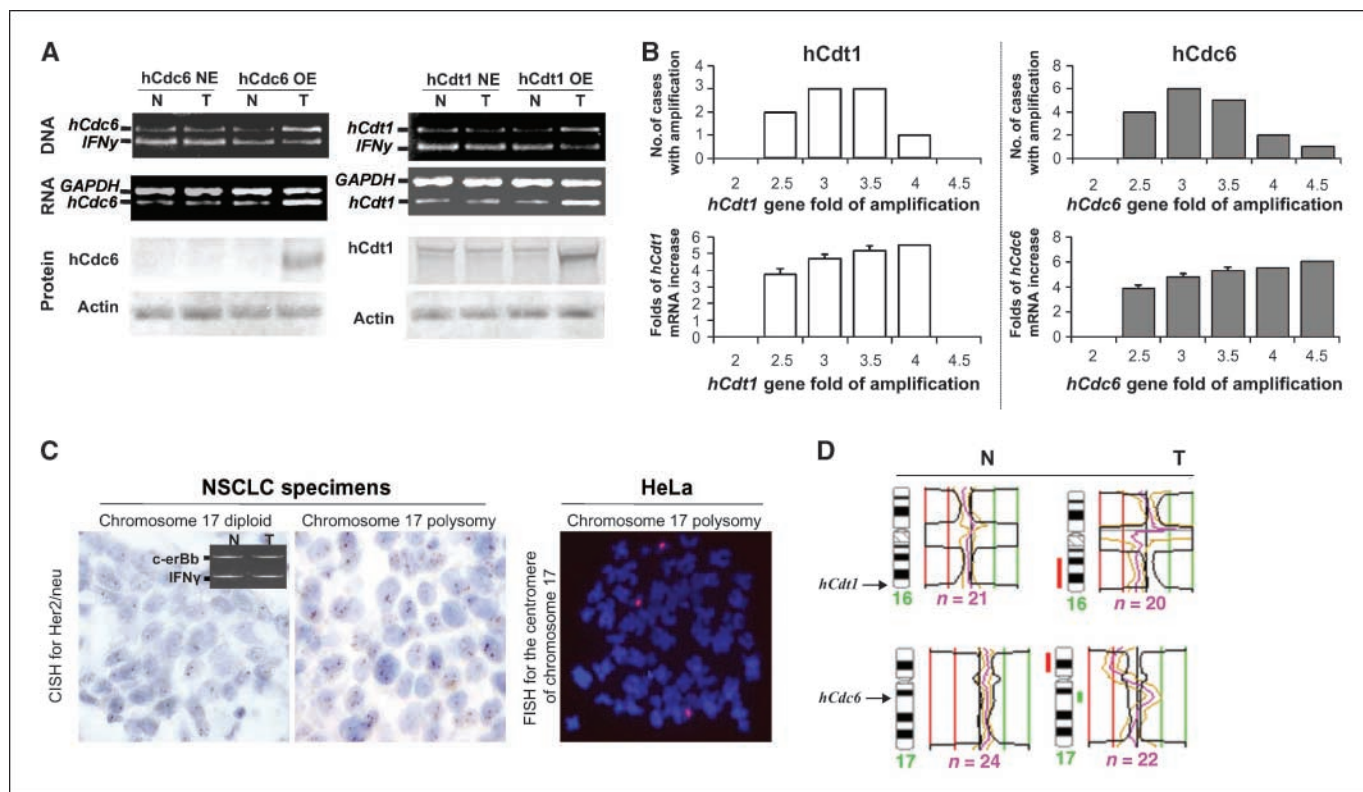 A
hCdc6 NE hCdc6 OE
N T N T
DNA
hCdc6
IFNγ
RNA
GAPDH
hCdc6
Protein
hCdc6
Actin
hCdt1 NE hCdt1 OE
N T N T
hCdt1
IFNγ
GAPDH
hCdt1
hCdt1
Actin
B
hCdt1
No. of cases
with amplification
4
3
2
1
0
2 2.5 3 3.5 4 4.5
hCdt1 gene fold of amplification
Folds of hCdt1
mRNA increase
6
5
4
3
2
1
0
2 2.5 3 3.5 4 4.5
hCdt1 gene fold of amplification
hCdc6
No. of cases
with amplification
8
6
4
2
0
2 2.5 3 3.5 4 4.5
hCdc6 gene fold of amplification
Folds of hCdc6
mRNA increase
8
6
4
2
0
2 2.5 3 3.5 4 4.5
hCdc6 gene fold of amplification
C
NSCLC specimens
Chromosome 17 diploid
Chromosome 17 polysomy
CISH for Her2/neu
N T
c-erBb
IFNγ
HeLa
Chromosome 17 polysomy
FISH for the centromere
of chromosome 17
D
N T
hCdt1
16 n = 21
16 n = 20
hCdc6
17 n = 24
17 n = 22